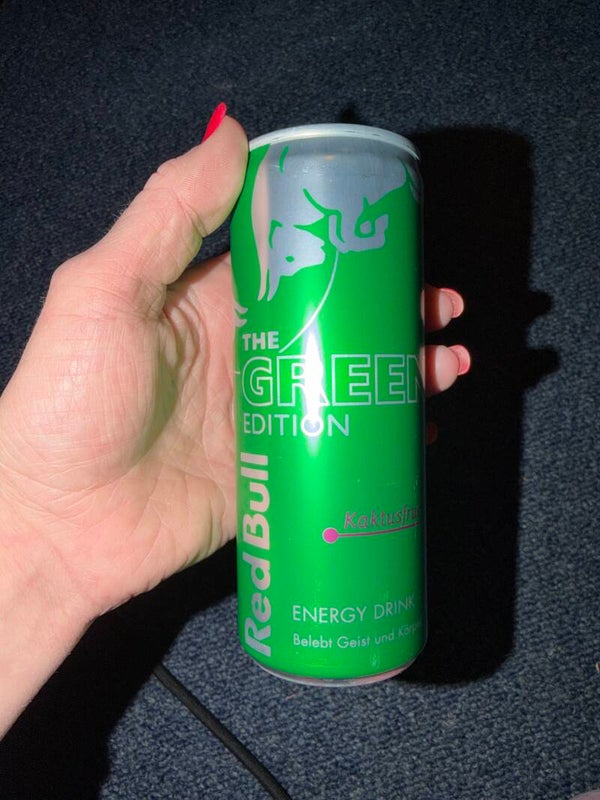 THE
GREEN
EDITION
Red Bull
ENERGY DRINK
Belebt Geist und